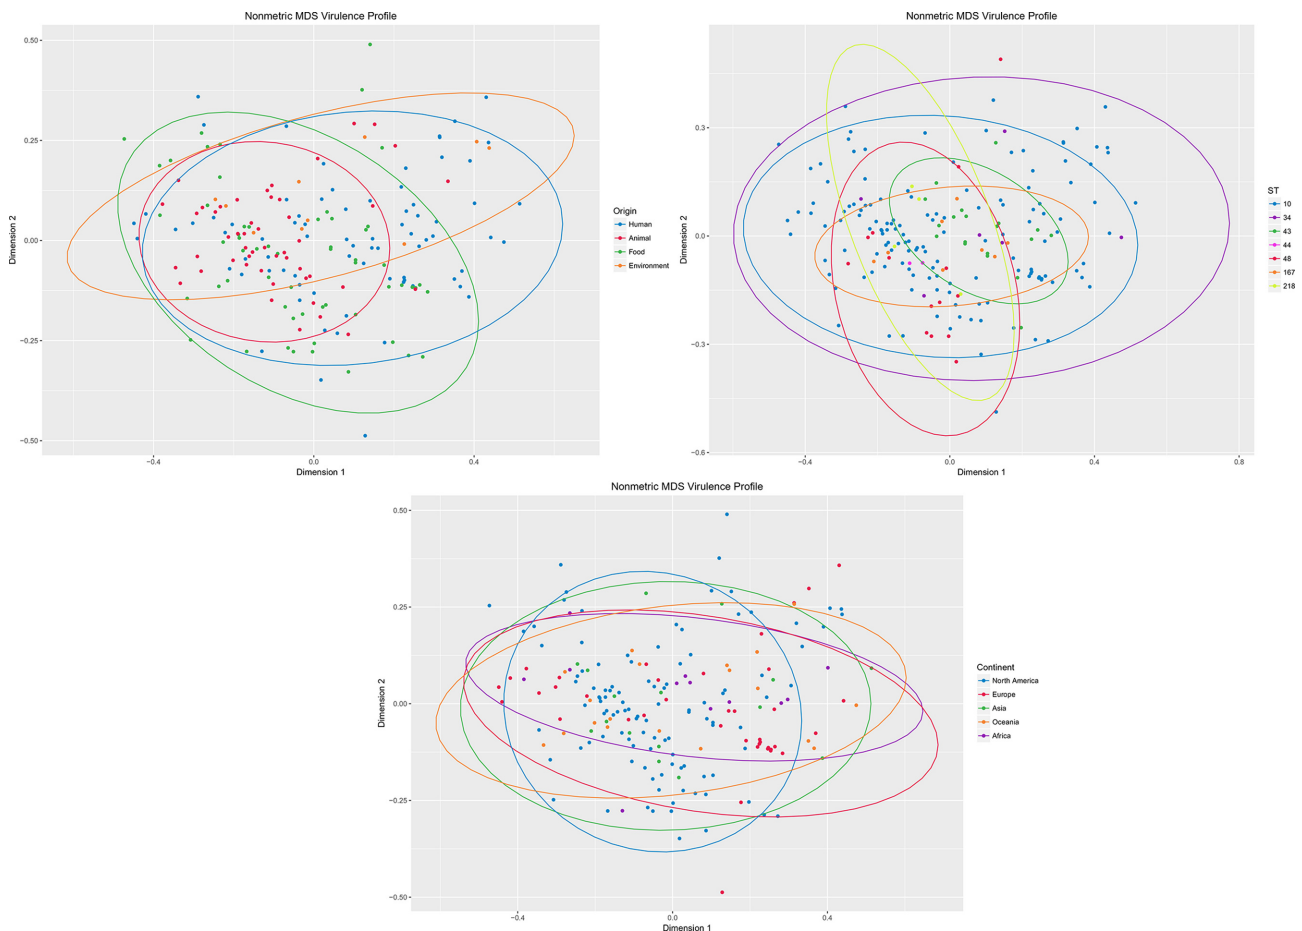 Nonmetric MDS Virulence Profile
0.50
0.25
0.00
−0.25
−0.50
Dimension 2
−0.4
0.0
0.4
Dimension 1
Origin
Human
Animal
Food
Environment
Nonmetric MDS Virulence Profile
0.3
0.0
−0.3
−0.6
Dimension 2
−0.4
0.0
0.4
0.8
Dimension 1
ST
10
34
43
44
48
167
218
Nonmetric MDS Virulence Profile
0.50
0.25
0.00
−0.25
−0.50
Dimension 2
−0.4
0.0
0.4
Dimension 1
Continent
North America
Europe
Asia
Oceania
Africa